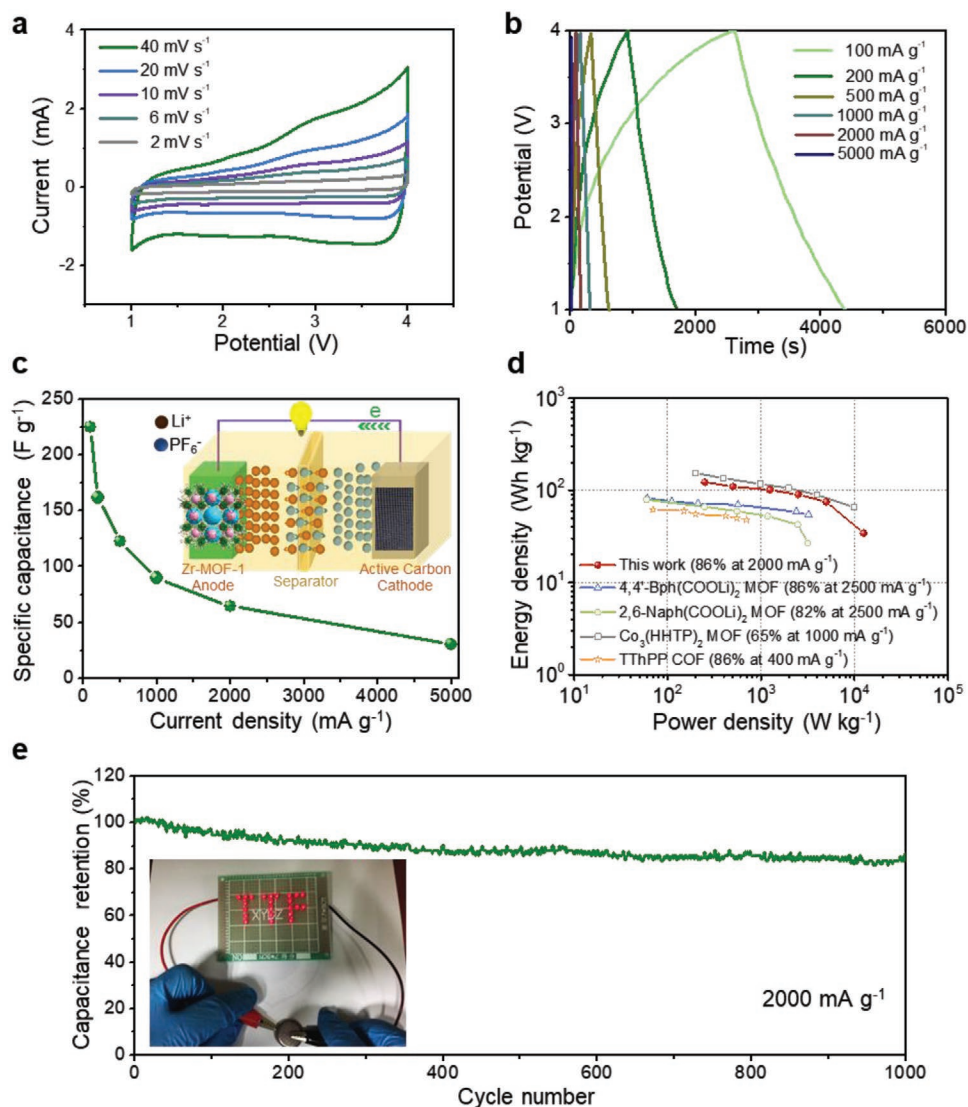 a
40 mV s⁻¹
20 mV s⁻¹
10 mV s⁻¹
6 mV s⁻¹
2 mV s⁻¹
4
2
0
-2
Current (mA)
1 2 3 4
Potential (V)
b
100 mA g⁻¹
200 mA g⁻¹
500 mA g⁻¹
1000 mA g⁻¹
2000 mA g⁻¹
5000 mA g⁻¹
4
3
2
1
Potential (V)
0 2000 4000 6000
Time (s)
c
250
225
200
175
150
125
100
75
50
25
0
Specific capacitance (F g⁻¹)
Li⁺
PF₆⁻
e
Zr-MOF-1
Anode
Separator
Active Carbon
Cathode
0 1000 2000 3000 4000 5000
Current density (mA g⁻¹)
d
10³
10²
10¹
10⁰
Energy density (Wh kg⁻¹)
This work (86% at 2000 mA g⁻¹)
4,4'-Bph(COOLi)₂ MOF (86% at 2500 mA g⁻¹)
2,6-Naph(COOLi)₂ MOF (82% at 2500 mA g⁻¹)
Co₃(HHTP)₂ MOF (65% at 1000 mA g⁻¹)
TThPP COF (86% at 400 mA g⁻¹)
10¹ 10² 10³ 10⁴ 10⁵
Power density (W kg⁻¹)
e
120
100
80
60
40
20
0
Capacitance retention (%)
TTF
2000 mA g⁻¹
0 200 400 600 800 1000
Cycle number